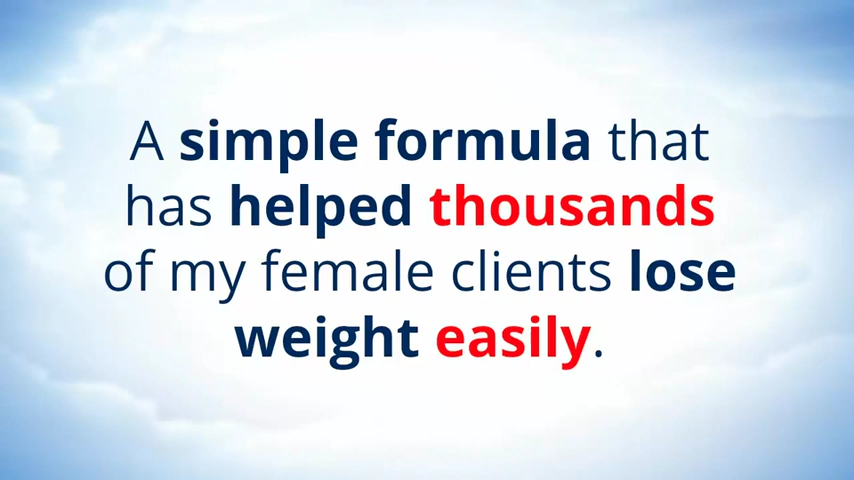 A simple formula that
has helped thousands
of my female clients lose
weight easily.